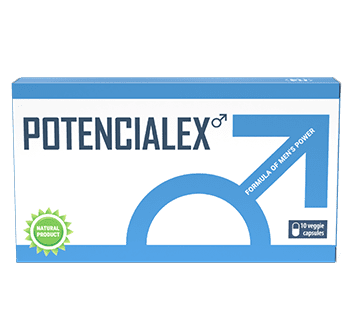 POTENCIALEX
FORMULA OF MEN'S POWER
NATURAL
PRODUCT
10 veggie
capsules